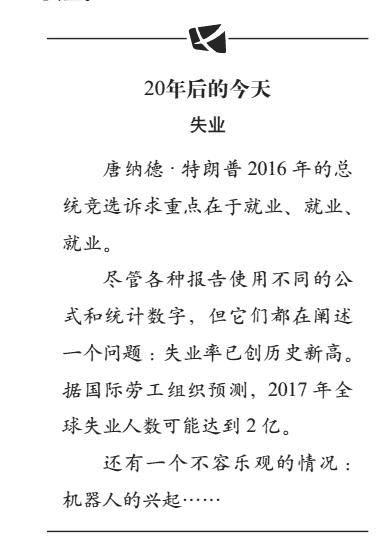 20年后的今天
失业
唐纳德·特朗普 2016 年的总
统竞选诉求重点在于就业、就业、
就业。
尽管各种报告使用不同的公
式和统计数字，但它们都在阐述
一个问题：失业率已创历史新高。
据国际劳工组织预测，2017 年全
球失业人数可能达到 2 亿。
还有一个不容乐观的情况：
机器人的兴起……